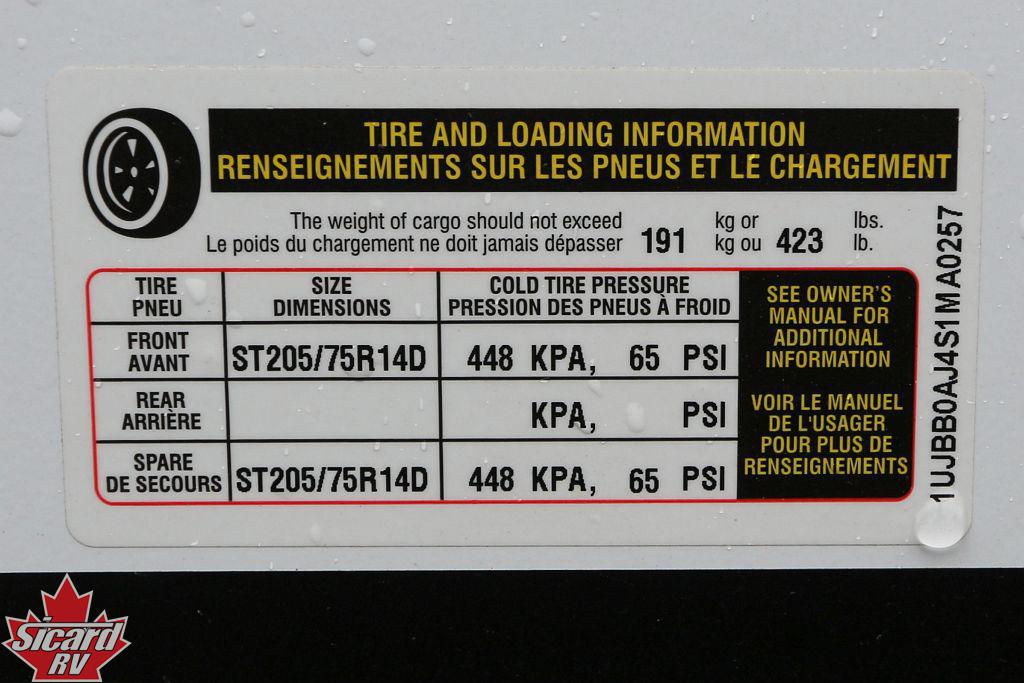 TIRE AND LOADING INFORMATION
RENSEIGNEMENTS SUR LES PNEUS ET LE CHARGEMENT
The weight of cargo should not exceed kg or lbs.
Le poids du chargement ne doit jamais dépasser 191 kg ou 423 lb.
TIRE PNEU
SIZE DIMENSIONS
COLD TIRE PRESSURE
PRESSION DES PNEUS À FROID
FRONT
AVANT
ST205/75R14D
448 KPA, 65 PSI
REAR
ARRIÈRE
KPA, PSI
SPARE
DE SECOURS
ST205/75R14D
448 KPA, 65 PSI
SEE OWNER'S
MANUAL FOR
ADDITIONAL
INFORMATION
VOIR LE MANUEL
DE L'USAGER
POUR PLUS DE
RENSEIGNEMENTS
1UJBB0AJ4S1MA0257
Sicard
RV